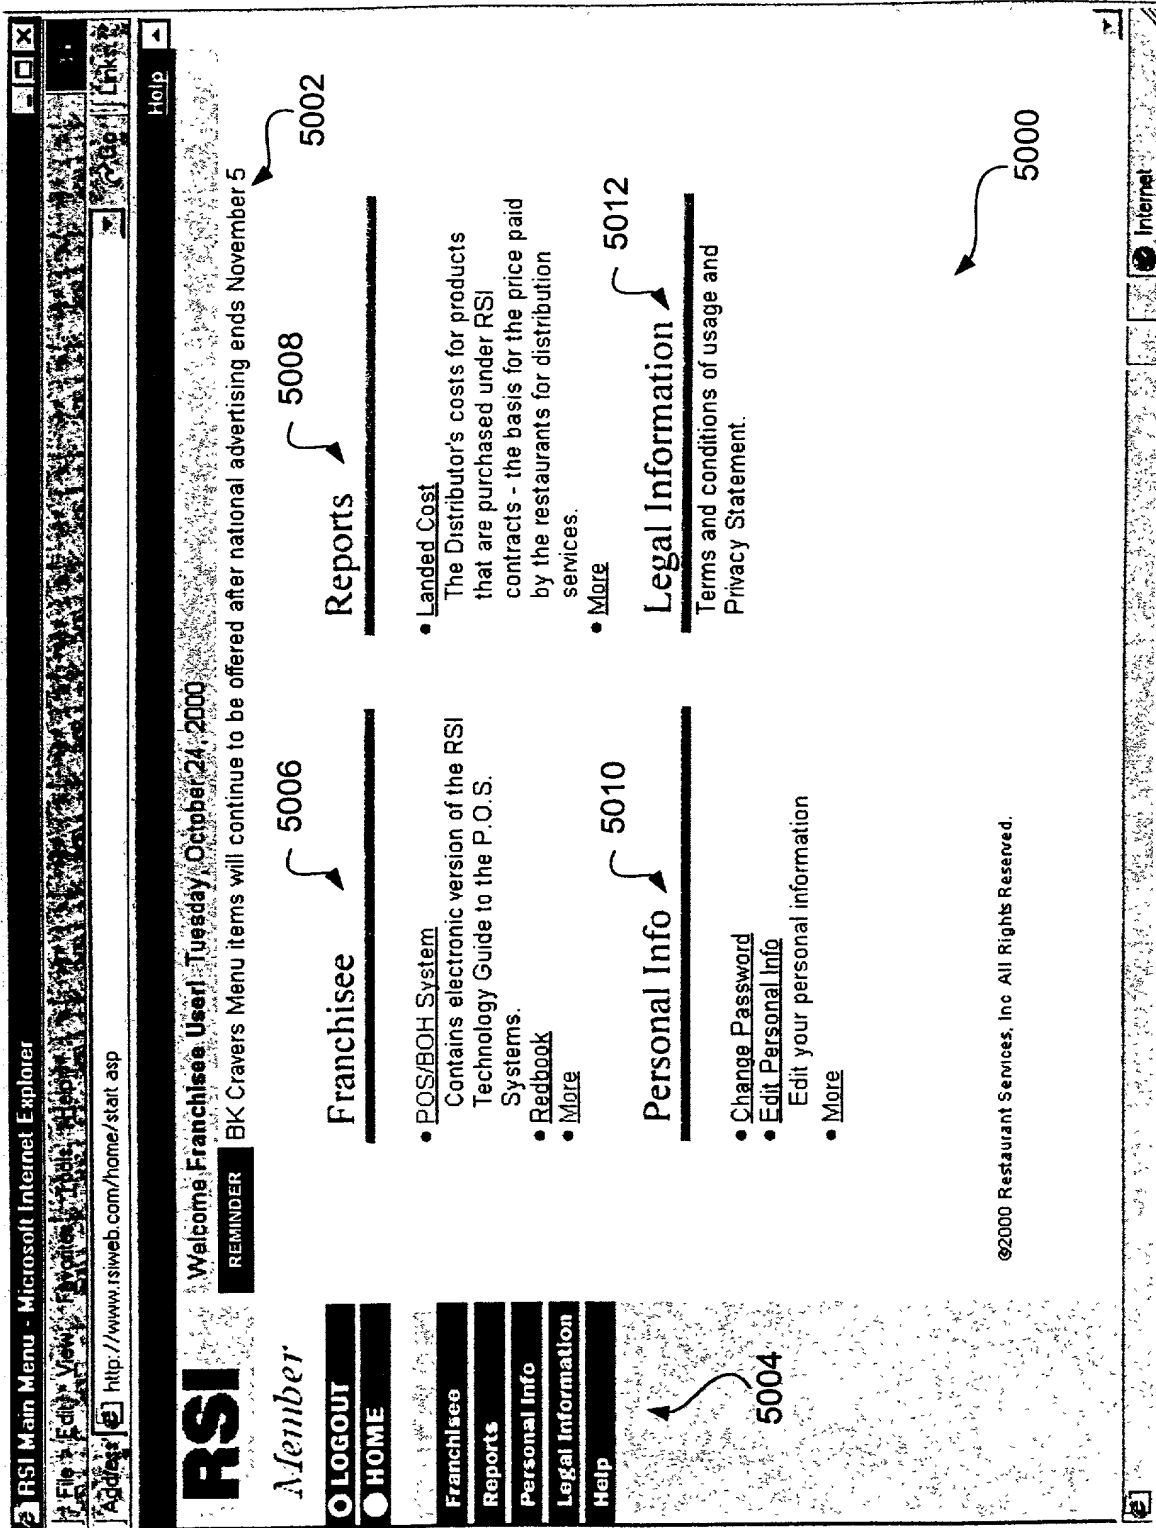 RSI Main Menu - Microsoft Internet Explorer
File Edit View Favorites Tools Help
Address http://www.rsiweb.com/home/start asp Go Links »
Help
RSI
Welcome Franchisee User! Tuesday, October 24, 2000
REMINDER BK Cravers Menu items will continue to be offered after national advertising ends November 5
5002
Member
LOGOUT
HOME
Franchisee
Reports
Personal Info
Legal Information
Help
5004
5006
Franchisee
• POS/BOH System
Contains electronic version of the RSI
Technology Guide to the P.O.S.
Systems.
• Redbook
• More
5008
Reports
• Landed Cost
The Distributor's costs for products
that are purchased under RSI
contracts - the basis for the price paid
by the restaurants for distribution
services.
• More
5010
Personal Info
• Change Password
• Edit Personal Info
Edit your personal information
• More
5012
Legal Information
Terms and conditions of usage and
Privacy Statement.
5000
©2000 Restaurant Services, Inc All Rights Reserved.
Internet